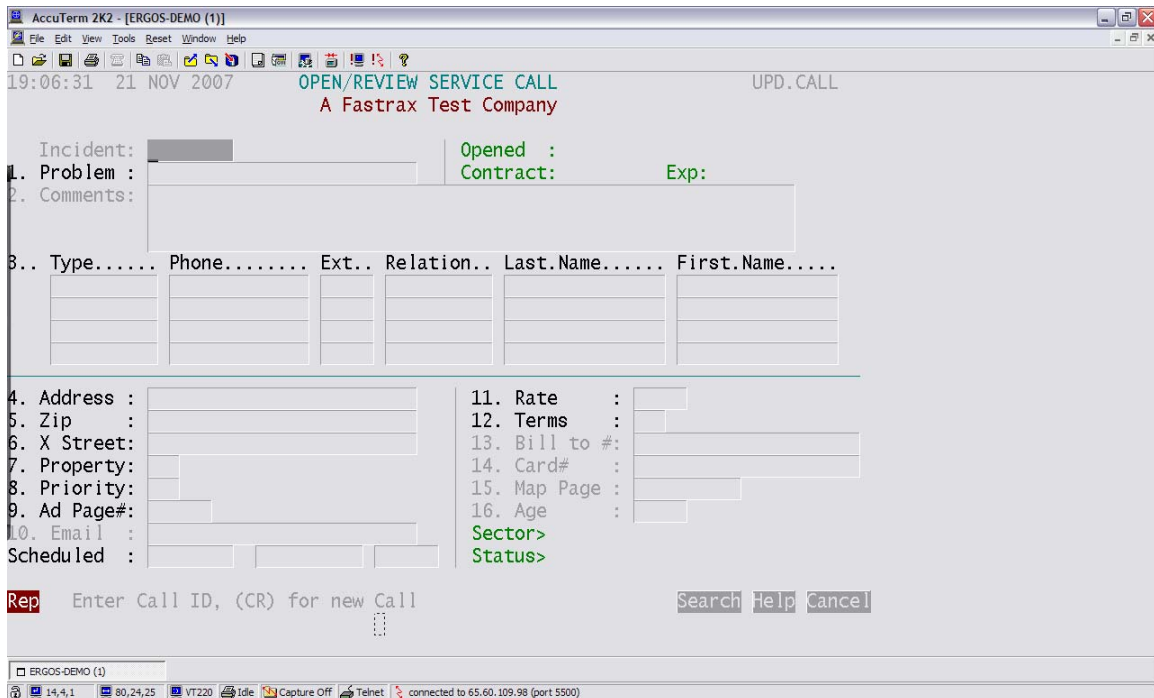 AccuTerm 2K2 - [ERGOS-DEMO (1)]
File Edit View Tools Reset Window Help
19:06:31 21 NOV 2007 OPEN/REVIEW SERVICE CALL UPD.CALL
A Fastrax Test Company
Incident: Opened :
1. Problem : Contract: Exp:
2. Comments:
3.. Type...... Phone........ Ext.. Relation.. Last.Name...... First.Name.....
4. Address : 11. Rate :
5. Zip : 12. Terms :
6. X Street: 13. Bill to #:
7. Property: 14. Card# :
8. Priority: 15. Map Page :
9. Ad Page#: 16. Age :
10. Email : Sector>
Scheduled : Status>
Rep Enter Call ID, (CR) for new Call Search Help Cancel
ERGOS-DEMO (1)
14,4,1 80,24,25 VT220 Idle Capture Off Telnet connected to 65.60.109.98 (port 5500)